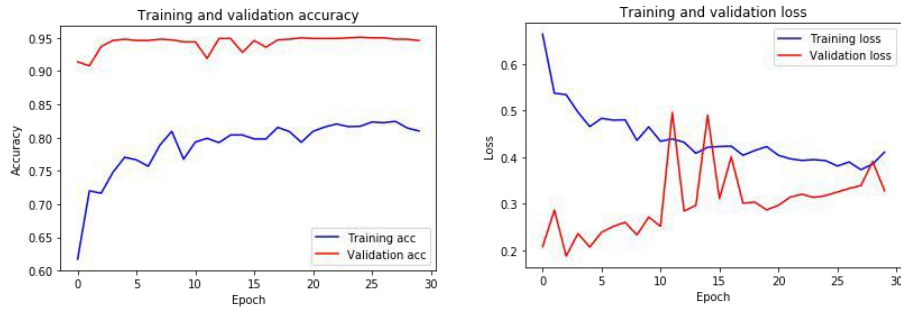 Training and validation accuracy
0.95
0.90
0.85
0.80
0.75
0.70
0.65
0.60
Accuracy
Training acc
Validation acc
0 5 10 15 20 25 30
Epoch
Training and validation loss
Training loss
Validation loss
0.6
0.5
0.4
0.3
0.2
Loss
0 5 10 15 20 25 30
Epoch